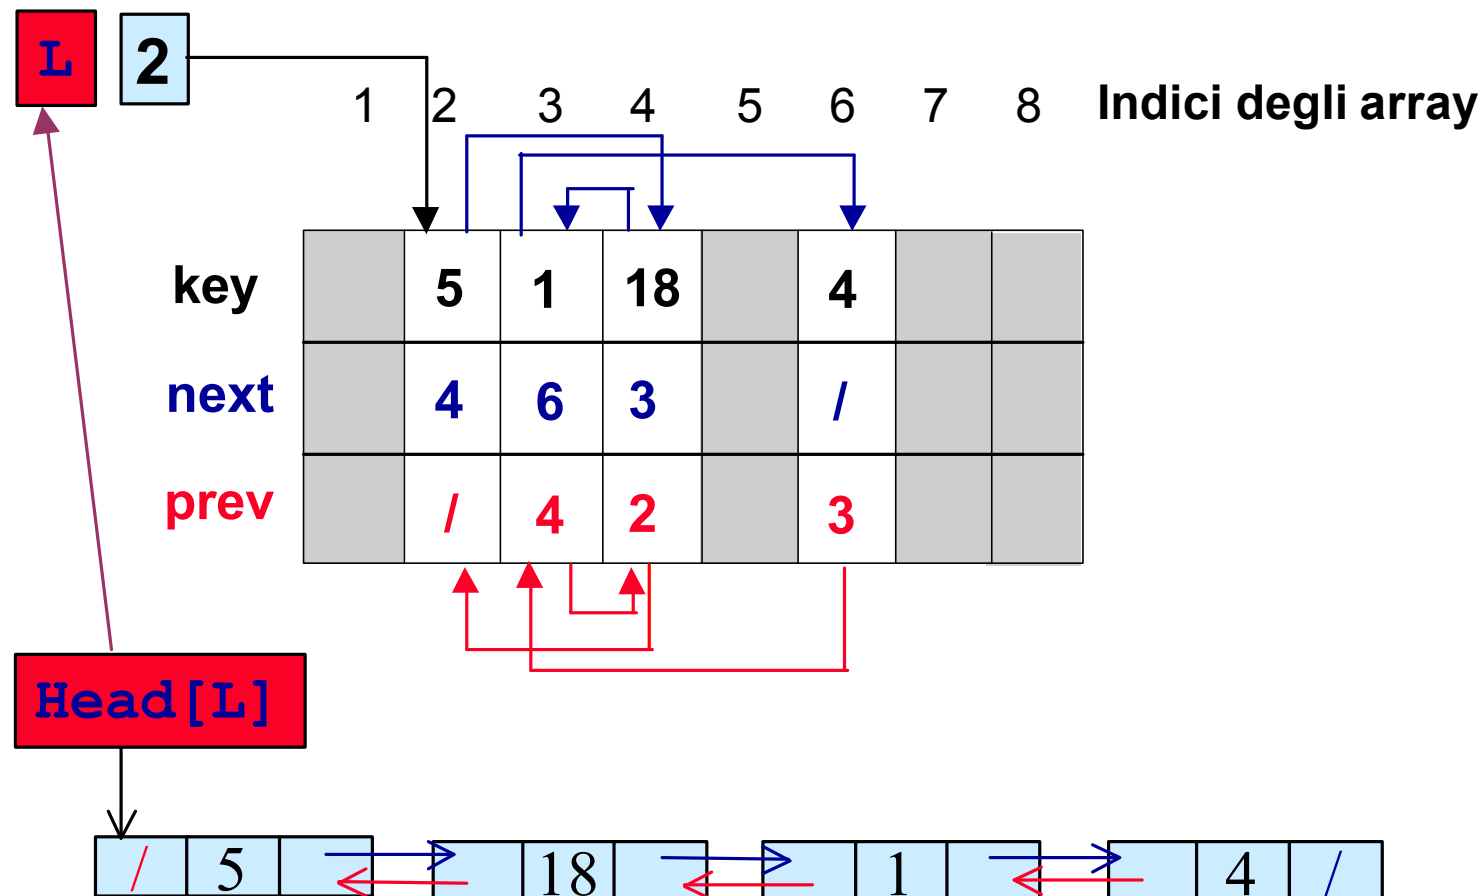 L 2
1 2 3 4 5 6 7 8 Indici degli array
key 5 1 18 4
next 4 6 3 /
prev / 4 2 3
Head[L]
/ 5 18 1 4 /